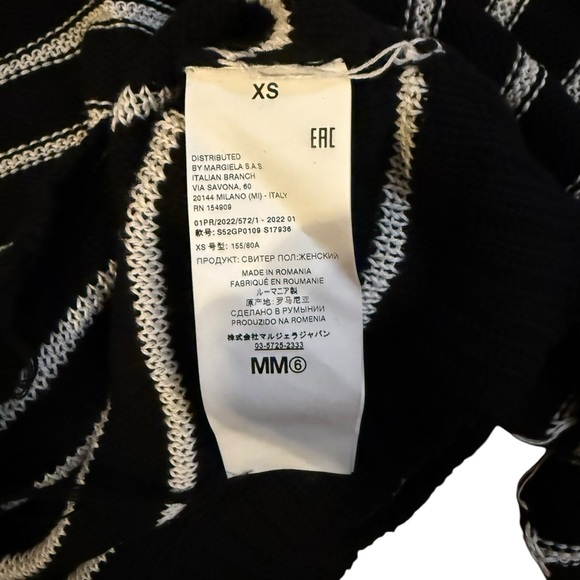 XS
EAC
DISTRIBUTED
BY MARGIELA S.A.S.
ITALIAN BRANCH
VIA SAVONA, 60
20144 MILANO (MI) - ITALY
RN 154909
01PR/2022/572/1 - 2022 01
款号: S52GP0109 S17936
XS 号型: 155/80A
ПРОДУКТ: СВИТЕР ПОЛ:ЖЕНСКИЙ
MADE IN ROMANIA
FABRIQUÉ EN ROUMANIE
ルーマニア製
原产地: 罗马尼亚
СДЕЛАНО В РУМЫНИИ
PRODUZIDO NA ROMENIA
株式会社マルジェラジャパン
03-5725-2333
MM⑥